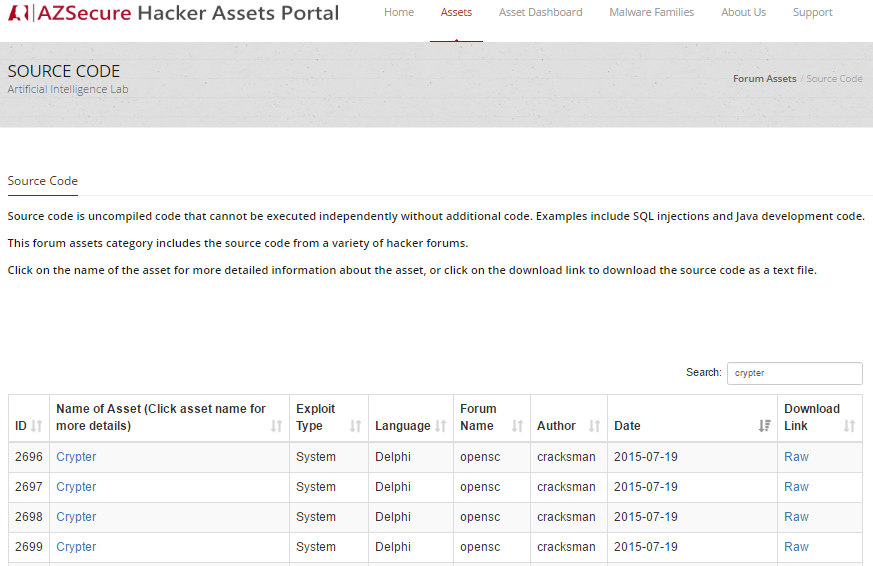 AZSecure Hacker Assets Portal
Home Assets Asset Dashboard Malware Families About Us Support
SOURCE CODE
Artificial Intelligence Lab
Forum Assets / Source Code
Source Code
Source code is uncompiled code that cannot be executed independently without additional code. Examples include SQL injections and Java development code.
This forum assets category includes the source code from a variety of hacker forums.
Click on the name of the asset for more detailed information about the asset, or click on the download link to download the source code as a text file.
Search: crypter
Name of Asset (Click asset name for Exploit Forum Download
ID more details) Type Language Name Author Date Link
2696 Crypter System Delphi opensc cracksman 2015-07-19 Raw
2697 Crypter System Delphi opensc cracksman 2015-07-19 Raw
2698 Crypter System Delphi opensc cracksman 2015-07-19 Raw
2699 Crypter System Delphi opensc cracksman 2015-07-19 Raw